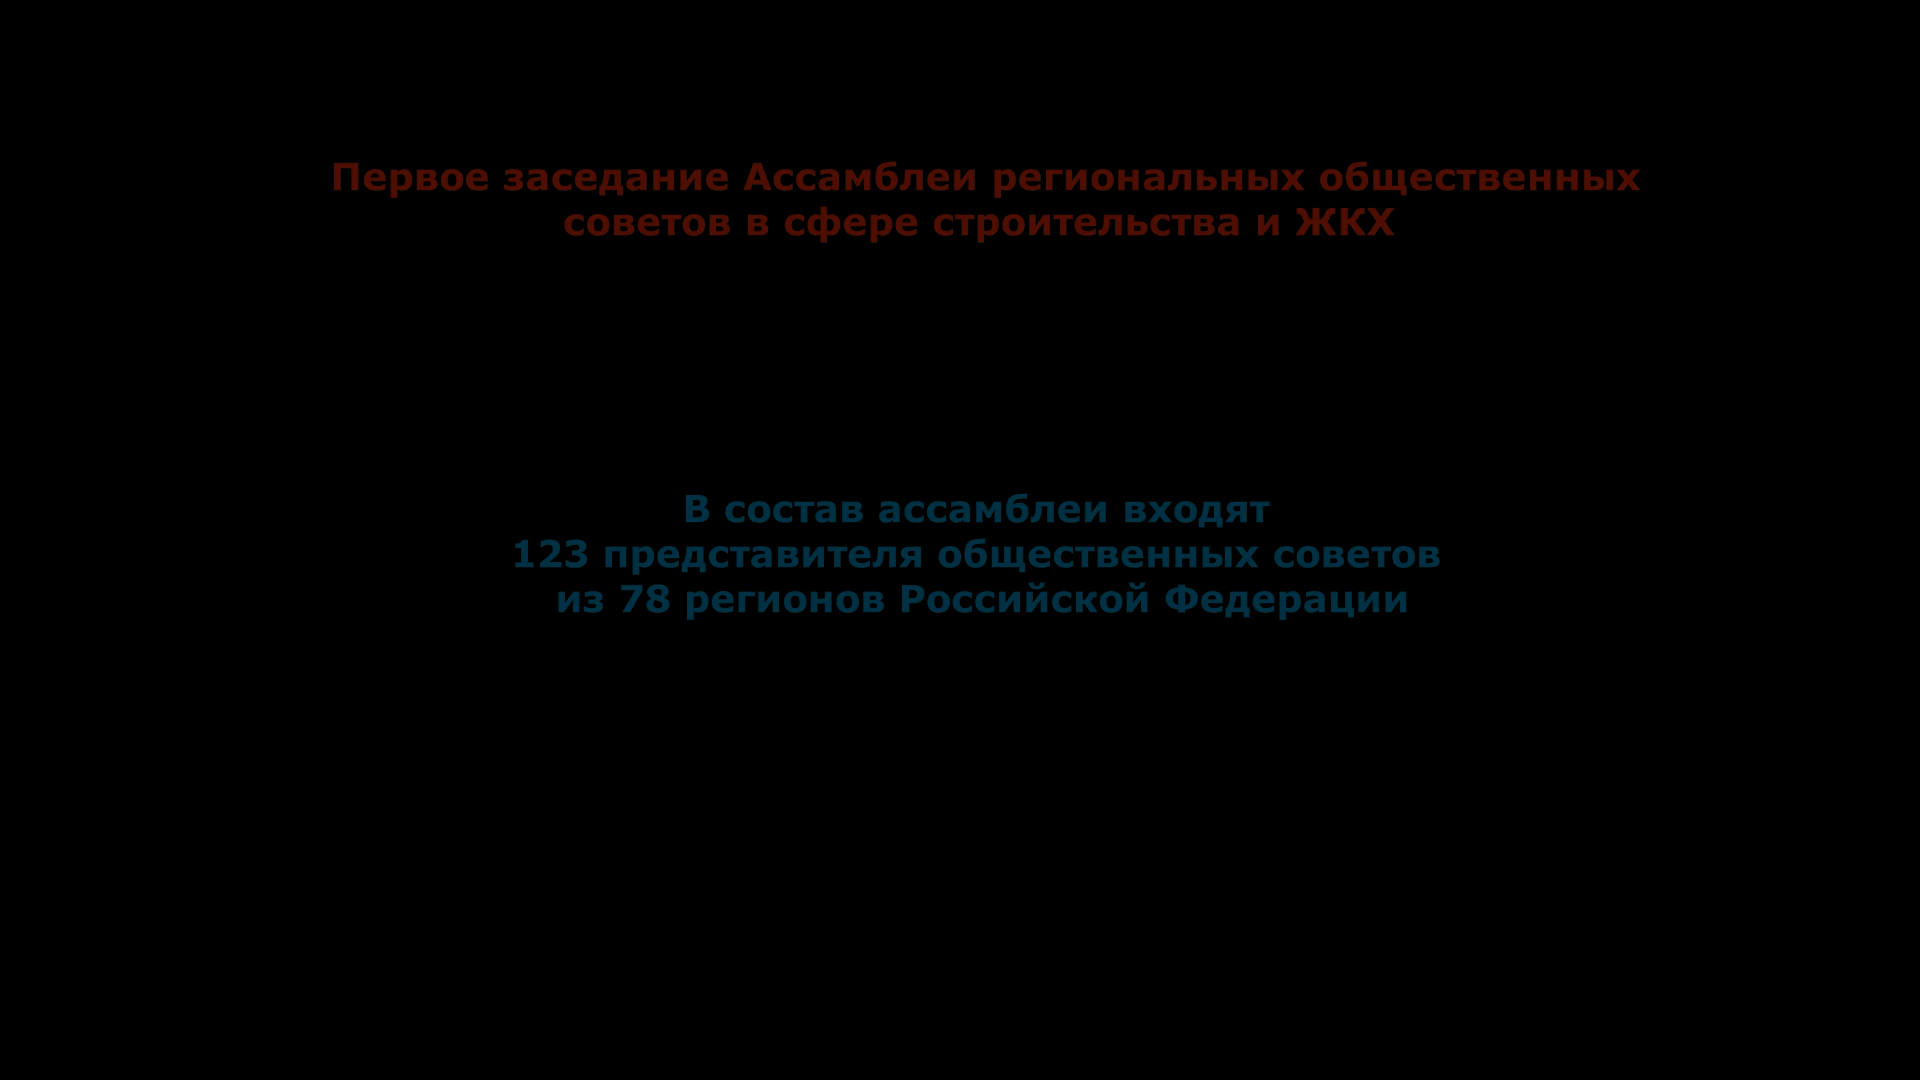 Первое заседание Ассамблеи региональных общественных
советов в сфере строительства и ЖКХ
В состав ассамблеи входят
123 представителя общественных советов
из 78 регионов Российской Федерации